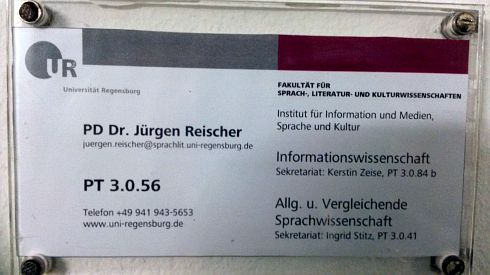 UR
Universität Regensburg
PD Dr. Jürgen Reischer
juergen.reischer@sprachlit.uni-regensburg.de
PT 3.0.56
Telefon +49 941 943-5653
www.uni-regensburg.de
FAKULTÄT FÜR
SPRACH-, LITERATUR- UND KULTURWISSENSCHAFTEN
Institut für Information und Medien,
Sprache und Kultur
Informationswissenschaft
Sekretariat: Kerstin Zeise, PT 3.0.84 b
Allg. u. Vergleichende
Sprachwissenschaft
Sekretariat: Ingrid Stitz, PT 3.0.41